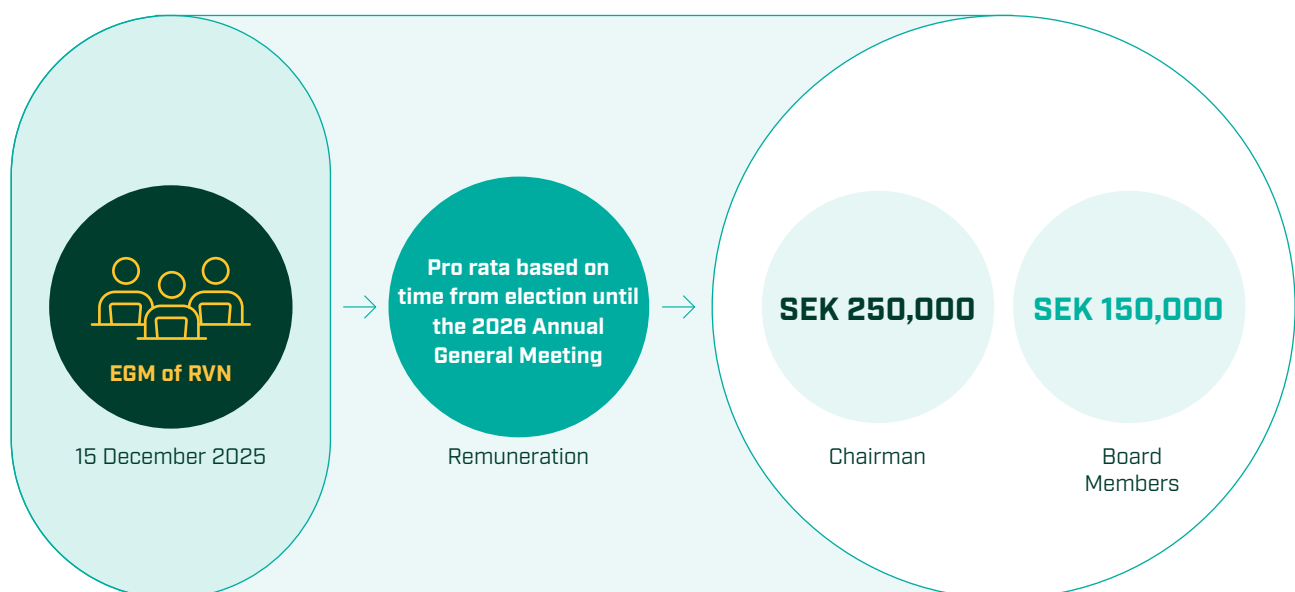 EGM of RVN
15 December 2025
Pro rata based on
time from election until
the 2026 Annual
General Meeting
Remuneration
SEK 250,000
Chairman
SEK 150,000
Board
Members